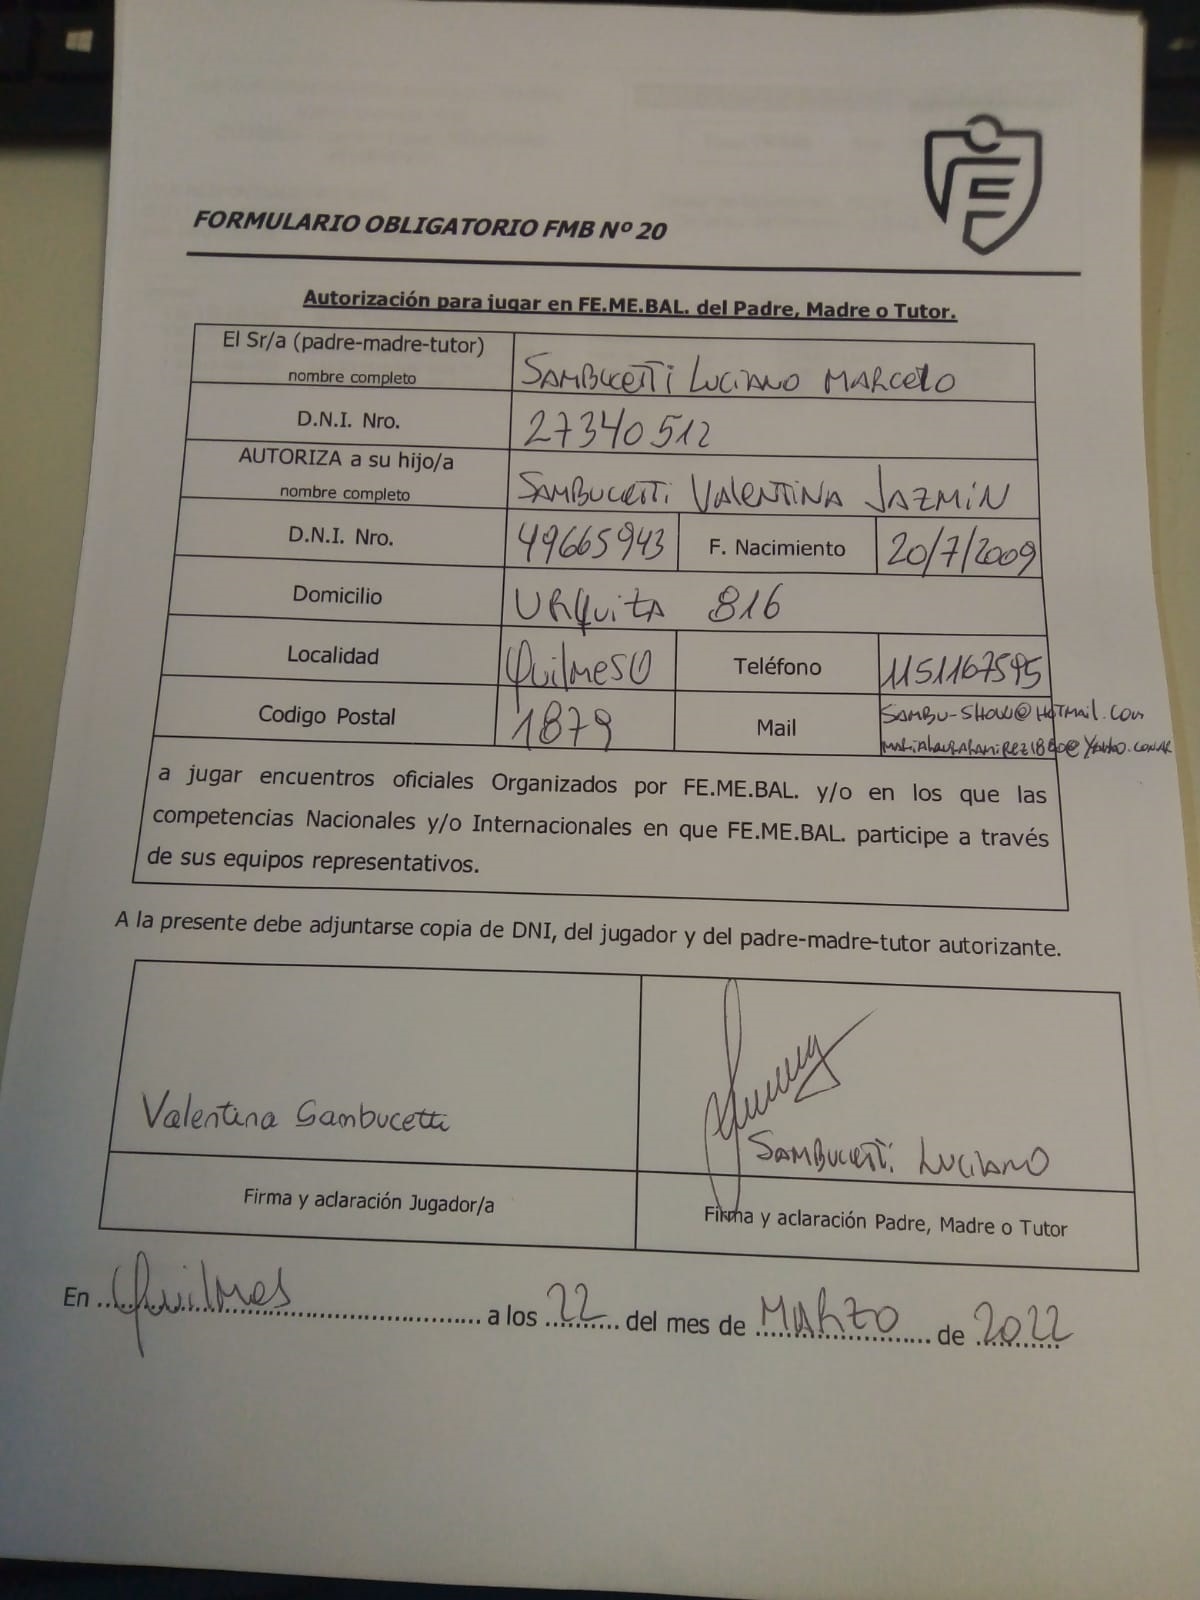 FORMULARIO OBLIGATORIO FMB Nº 20
Autorización para jugar en FE.ME.BAL. del Padre, Madre o Tutor.
El Sr/a (padre-madre-tutor)
nombre completo
SAMBUCETTI LUCIANO MARCELO
D.N.I. Nro.
27340512
AUTORIZA a su hijo/a
nombre completo
SAMBUCETTI VALENTINA JAZMIN
D.N.I. Nro.
49665943
F. Nacimiento
20/7/2009
Domicilio
URQUIZA 816
Localidad
Quilmes O
Teléfono
1151167595
Codigo Postal
1879
Mail
SAMBU-SHOW@HOTMAIL.COM
a jugar encuentros oficiales Organizados por FE.ME.BAL. y/o en los que las
competencias Nacionales y/o Internacionales en que FE.ME.BAL. participe a través
de sus equipos representativos.
A la presente debe adjuntarse copia de DNI, del jugador y del padre-madre-tutor autorizante.
Valentina Sambucetti
SAMBUCETTI LUCIANO
Firma y aclaración Jugador/a
Firma y aclaración Padre, Madre o Tutor
En Quilmes a los 22 del mes de MARZO de 2022